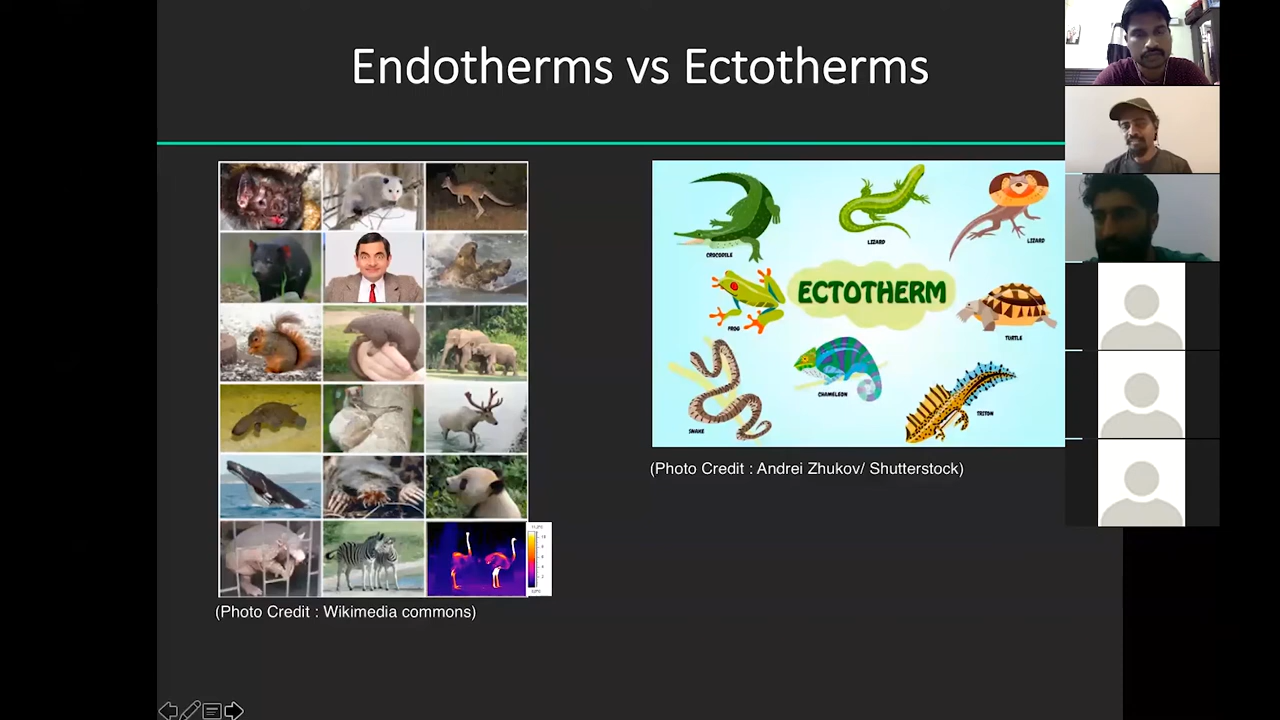 Endotherms vs Ectotherms
CROCODILE
LIZARD
LIZARD
ECTOTHERM
FROG
TURTLE
CHAMELEON
SNAKE
TRITON
(Photo Credit : Andrei Zhukov/ Shutterstock)
(Photo Credit : Wikimedia commons)